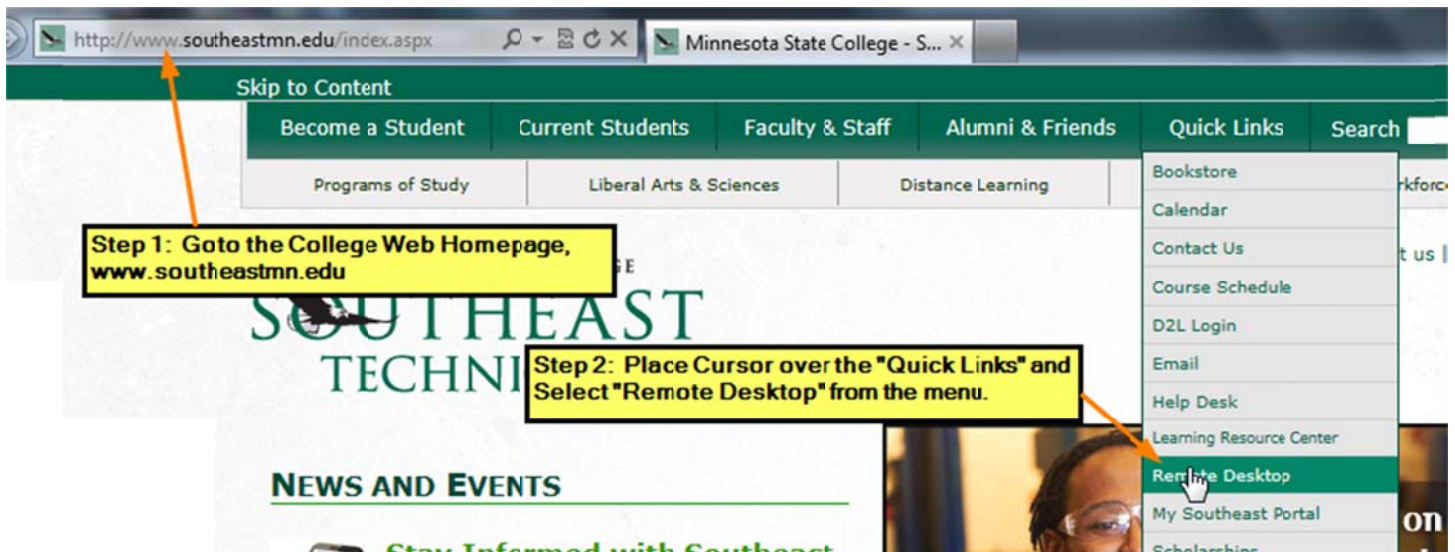 http://www.southeastmn.edu/index.aspx
Minnesota State College - S...
Skip to Content
Become a Student
Current Students
Faculty & Staff
Alumni & Friends
Quick Links
Search
Programs of Study
Liberal Arts & Sciences
Distance Learning
Step 1: Goto the College Web Homepage,
www.southeastmn.edu
SOUTHEAST
TECHNI
Step 2: Place Cursor over the "Quick Links" and
Select "Remote Desktop" from the menu.
Bookstore
Calendar
Contact Us
Course Schedule
D2L Login
Email
Help Desk
Learning Resource Center
Remote Desktop
My Southeast Portal
Scholarships
t us |
NEWS AND EVENTS
Stay Informed with Southeast
on